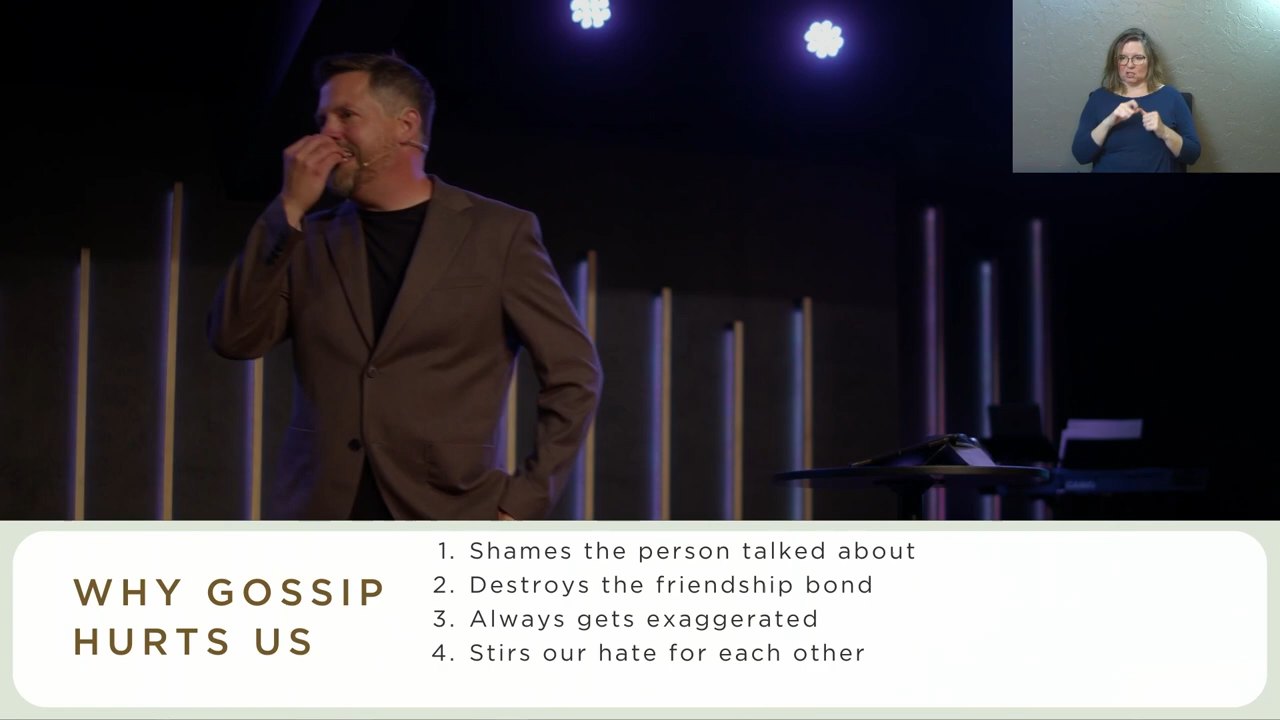 WHY GOSSIP
HURTS US
1. Shames the person talked about
2. Destroys the friendship bond
3. Always gets exaggerated
4. Stirs our hate for each other